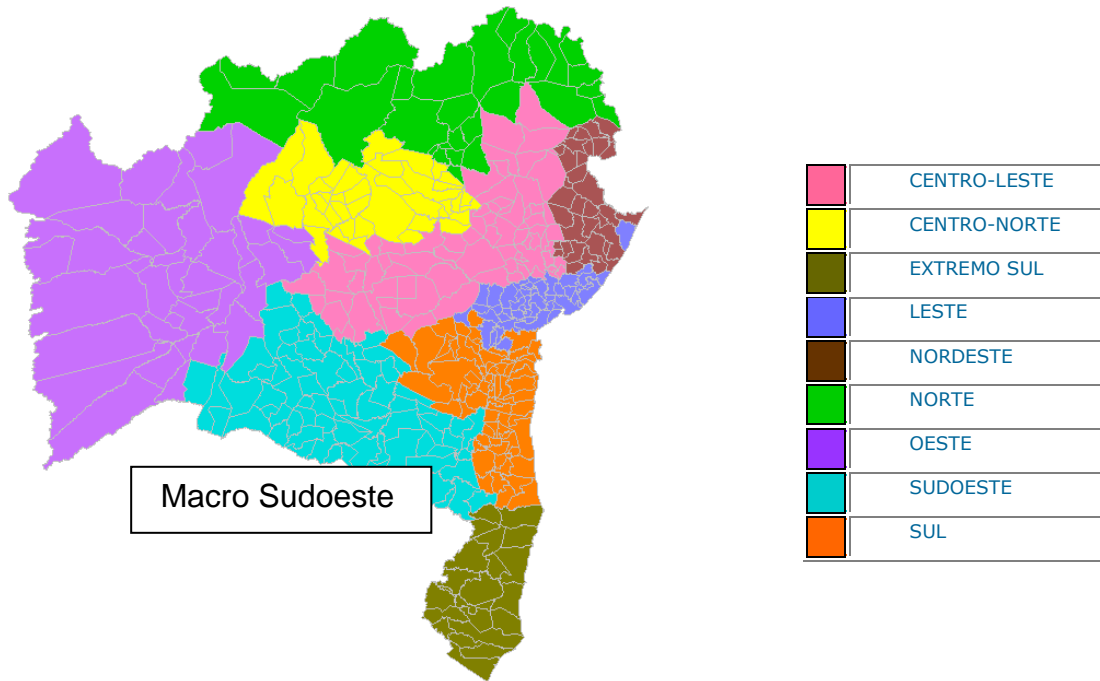 Macro Sudoeste
CENTRO-LESTE
CENTRO-NORTE
EXTREMO SUL
LESTE
NORDESTE
NORTE
OESTE
SUDOESTE
SUL